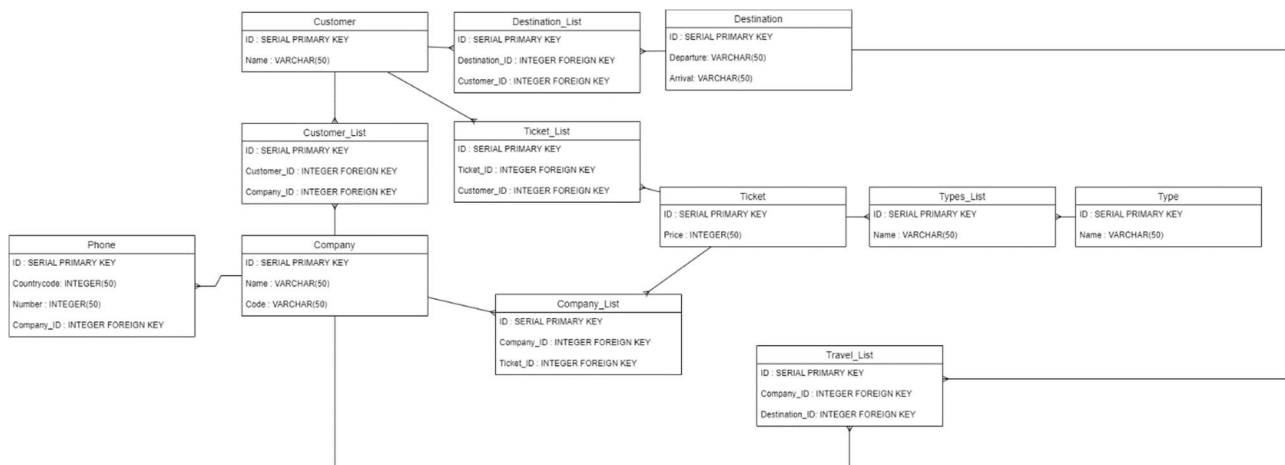 Customer
ID : SERIAL PRIMARY KEY
Name : VARCHAR(50)
Destination_List
ID : SERIAL PRIMARY KEY
Destination_ID : INTEGER FOREIGN KEY
Customer_ID : INTEGER FOREIGN KEY
Destination
ID : SERIAL PRIMARY KEY
Departure: VARCHAR(50)
Arrival: VARCHAR(50)
Customer_List
ID : SERIAL PRIMARY KEY
Customer_ID : INTEGER FOREIGN KEY
Company_ID : INTEGER FOREIGN KEY
Ticket_List
ID : SERIAL PRIMARY KEY
Ticket_ID : INTEGER FOREIGN KEY
Customer_ID : INTEGER FOREIGN KEY
Ticket
ID : SERIAL PRIMARY KEY
Price : INTEGER(50)
Types_List
ID : SERIAL PRIMARY KEY
Name : VARCHAR(50)
Type
ID : SERIAL PRIMARY KEY
Name : VARCHAR(50)
Phone
ID : SERIAL PRIMARY KEY
Countrycode: INTEGER(50)
Number : INTEGER(50)
Company_ID : INTEGER FOREIGN KEY
Company
ID : SERIAL PRIMARY KEY
Name : VARCHAR(50)
Code : VARCHAR(50)
Company_List
ID : SERIAL PRIMARY KEY
Company_ID : INTEGER FOREIGN KEY
Ticket_ID : INTEGER FOREIGN KEY
Travel_List
ID : SERIAL PRIMARY KEY
Company_ID : INTEGER FOREIGN KEY
Destination_ID: INTEGER FOREIGN KEY